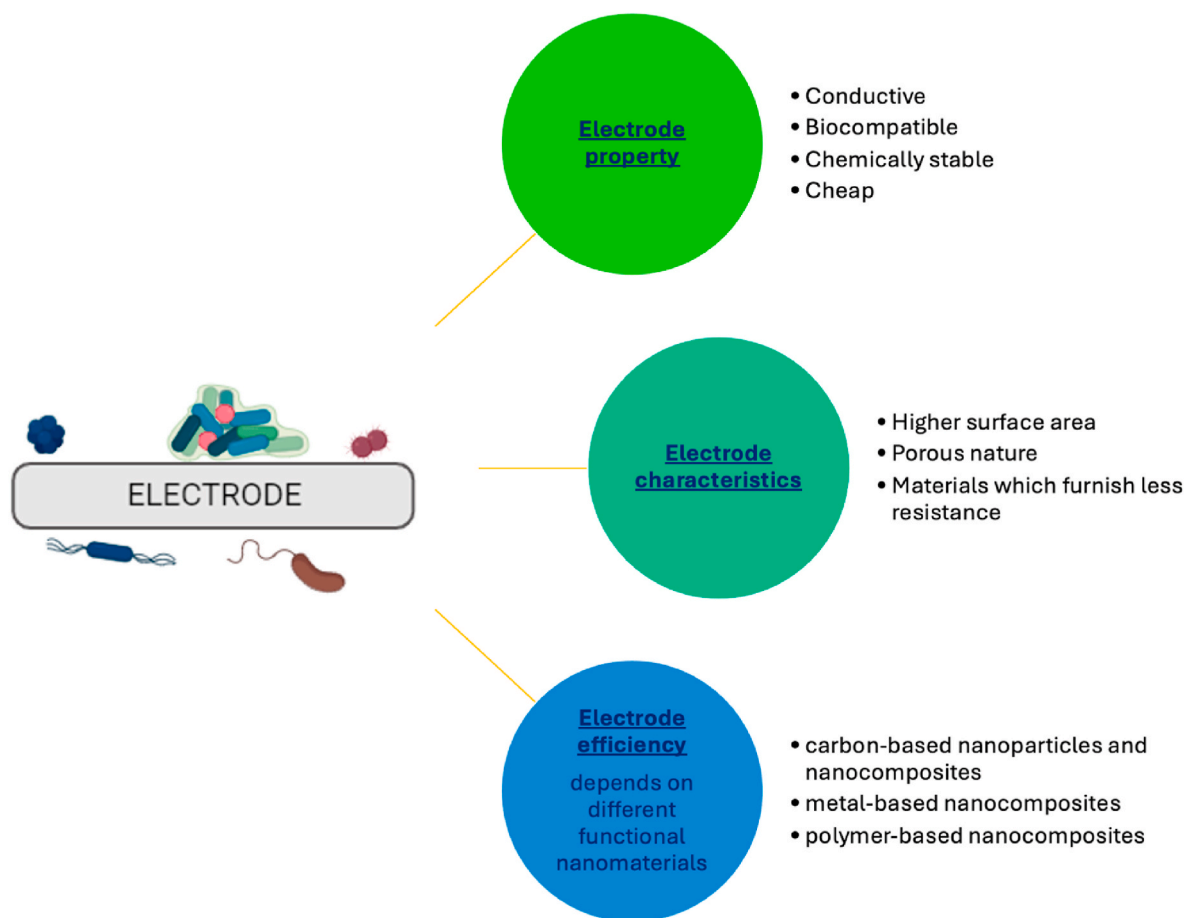 Electrode
property
• Conductive
• Biocompatible
• Chemically stable
• Cheap
ELECTRODE
Electrode
characteristics
• Higher surface area
• Porous nature
• Materials which furnish less
resistance
Electrode
efficiency
depends on
different
functional
nanomaterials
• carbon-based nanoparticles and
nanocomposites
• metal-based nanocomposites
• polymer-based nanocomposites